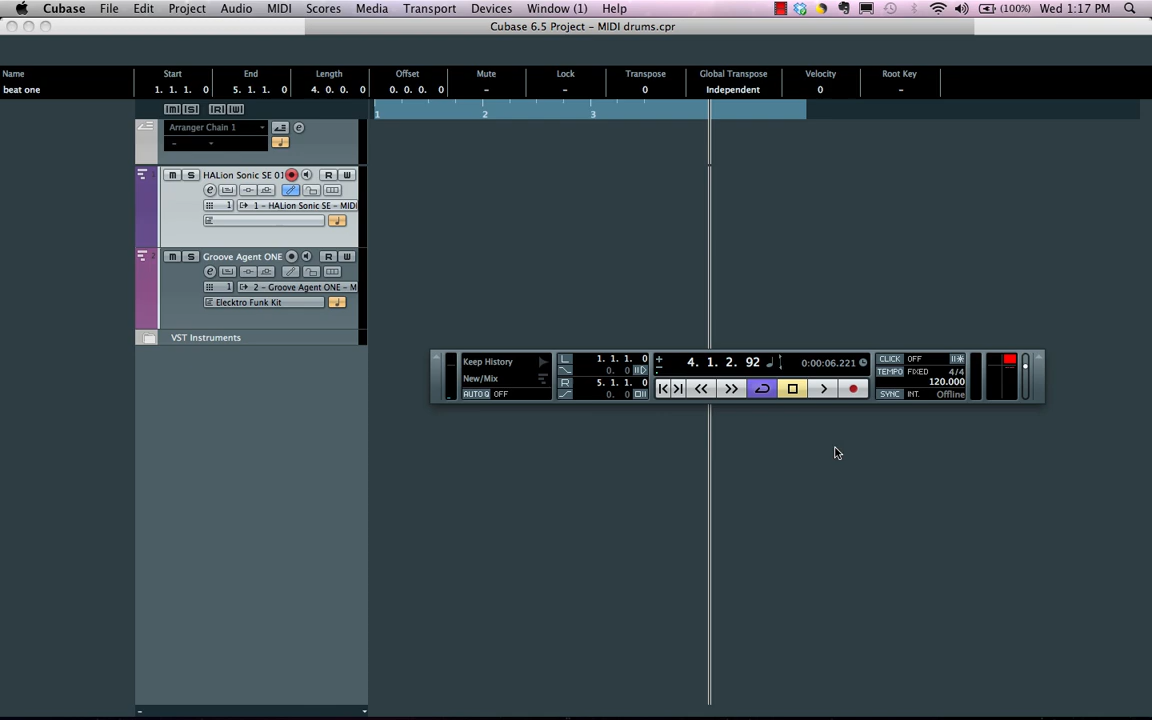 Cubase File Edit Project Audio MIDI Scores Media Transport Devices Window (1) Help (100%) Wed 1:17 PM
Cubase 6.5 Project - MIDI drums.cpr
Name Start End Length Offset Mute Lock Transpose Global Transpose Velocity Root Key
beat one 1. 1. 1. 0 5. 1. 1. 0 4. 0. 0. 0 0. 0. 0. 0 - - 0 Independent 0 -
M S R W
1 2 3
Arranger Chain 1 e
-
M S HALion Sonic SE 01 R W
e
1 1 - HALion Sonic SE - MIDI
M S Groove Agent ONE R W
e
1 2 - Groove Agent ONE - M
Elecktro Funk Kit
VST Instruments
Keep History
New/Mix
AUTO Q OFF
L 1. 1. 1. 0
0. 0
R 5. 1. 1. 0
0. 0
4. 1. 2. 92 0:00:06.221
CLICK OFF
TEMPO FIXED 4/4
120.000
SYNC INT. Offline